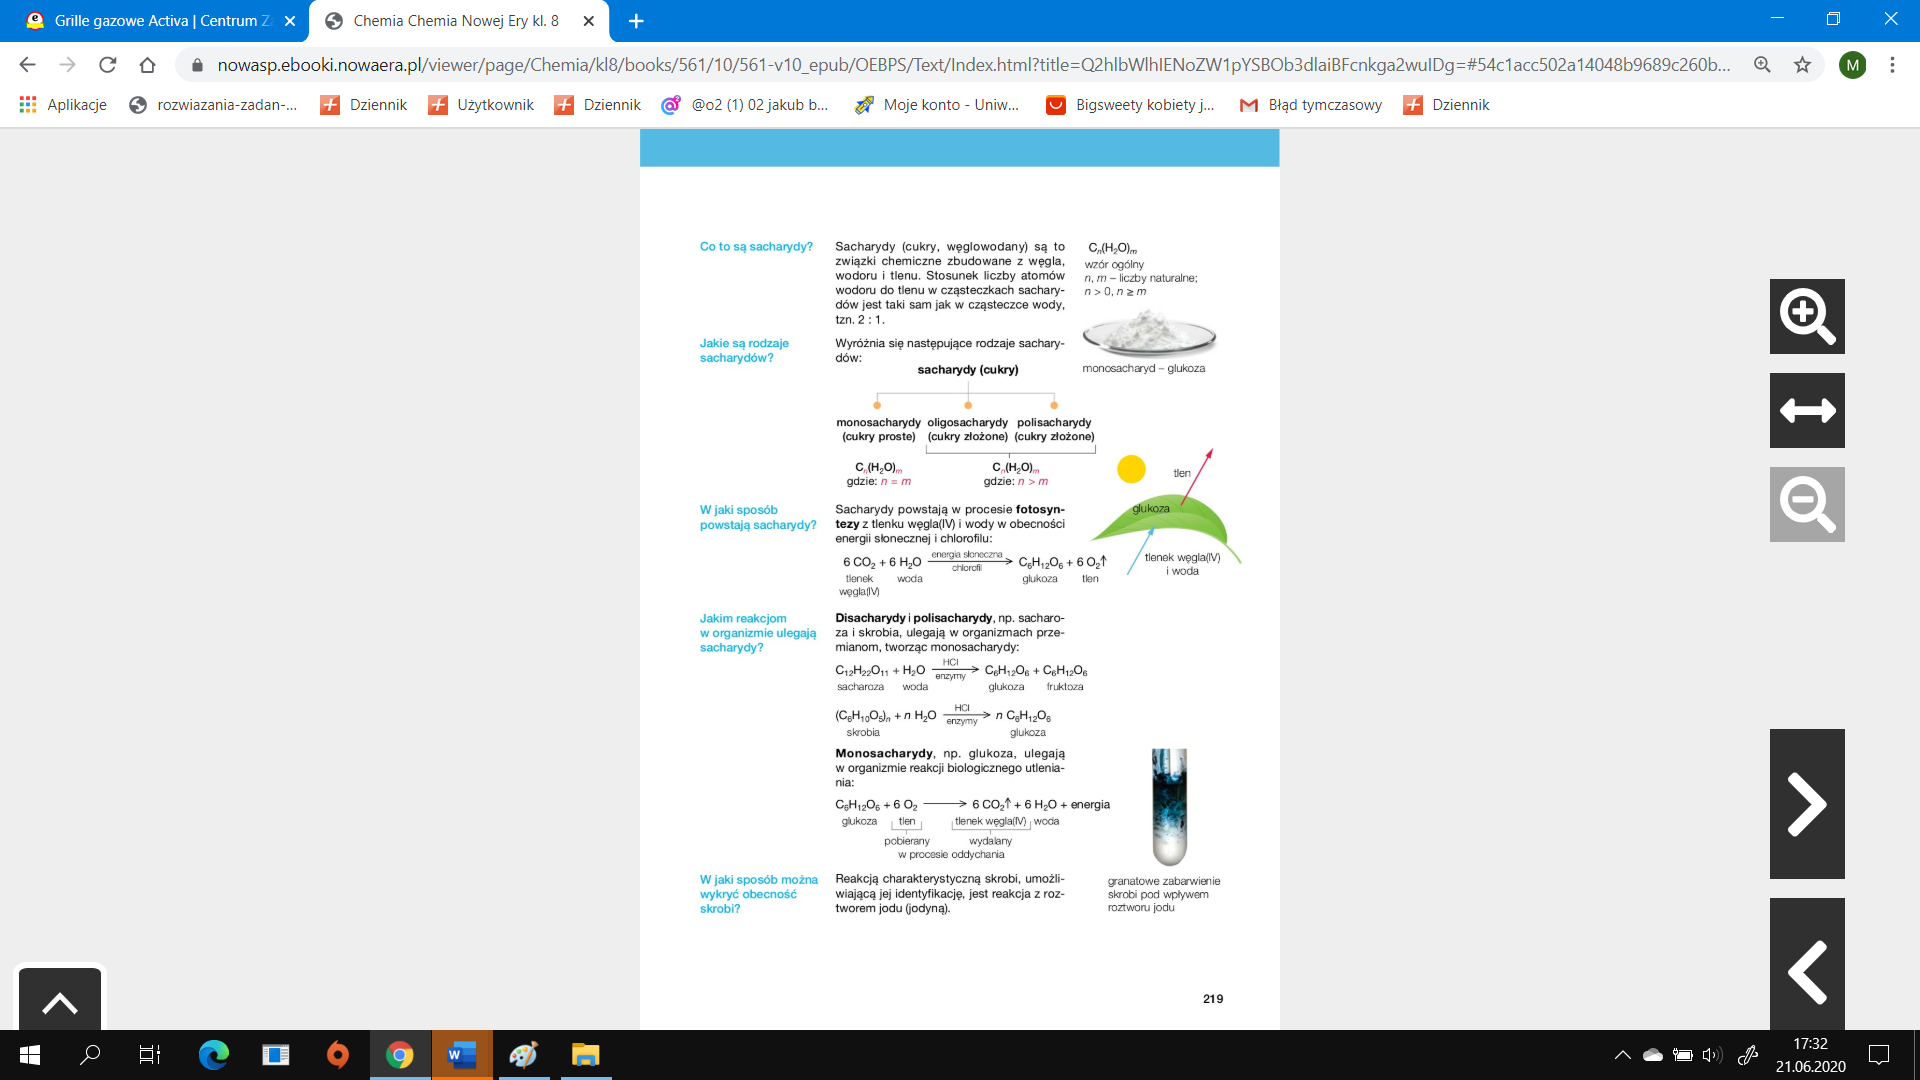 Grille gazowe Activa | Centrum Z
Chemia Chemia Nowej Ery kl. 8
nowasp.ebooki.nowaera.pl/viewer/page/Chemia/kl8/books/561/10/561-v10_epub/OEBPS/Text/Index.html?title=Q2hlbWlhIENoZW1pYSBOb3dlaiBFcnkga2wuIDg=#54c1acc502a14048b9689c260b...
M
Aplikacje
rozwiazania-zadan-...
Dziennik
Użytkownik
Dziennik
@o2 (1) 02 jakub b...
Moje konto - Uniw...
Bigsweety kobiety j...
Błąd tymczasowy
Dziennik
Co to są sacharydy?
Sacharydy (cukry, węglowodany) są to
związki chemiczne zbudowane z węgla,
wodoru i tlenu. Stosunek liczby atomów
wodoru do tlenu w cząsteczkach sachary-
dów jest taki sam jak w cząsteczce wody,
tzn. 2 : 1.
Cₙ(H₂O)ₘ
wzór ogólny
n, m – liczby naturalne;
n > 0, n ≥ m
monosacharyd – glukoza
Jakie są rodzaje
sacharydów?
Wyróżnia się następujące rodzaje sachary-
dów:
sacharydy (cukry)
monosacharydy oligosacharydy polisacharydy
(cukry proste) (cukry złożone) (cukry złożone)
Cₙ(H₂O)ₘ Cₙ(H₂O)ₘ
gdzie: n = m gdzie: n > m
W jaki sposób
powstają sacharydy?
Sacharydy powstają w procesie fotosyn-
tezy z tlenku węgla(IV) i wody w obecności
energii słonecznej i chlorofilu:
energia słoneczna
6 CO₂ + 6 H₂O → C₆H₁₂O₆ + 6 O₂↑
chlorofil
tlenek woda glukoza tlen
węgla(IV)
tlen
glukoza
tlenek węgla(IV)
i woda
Jakim reakcjom
w organizmie ulegają
sacharydy?
Disacharydy i polisacharydy, np. sacharo-
za i skrobia, ulegają w organizmach prze-
mianom, tworząc monosacharydy:
HCl
C₁₂H₂₂O₁₁ + H₂O → C₆H₁₂O₆ + C₆H₁₂O₆
enzymy
sacharoza woda glukoza fruktoza
HCl
(C₆H₁₀O₅)ₙ + n H₂O → n C₆H₁₂O₆
enzymy
skrobia glukoza
Monosacharydy, np. glukoza, ulegają
w organizmie reakcji biologicznego utlenia-
nia:
C₆H₁₂O₆ + 6 O₂ → 6 CO₂↑ + 6 H₂O + energia
glukoza tlen tlenek węgla(IV) woda
pobierany wydalany
w procesie oddychania
W jaki sposób można
wykryć obecność
skrobi?
Reakcją charakterystyczną skrobi, umożli-
wiającą jej identyfikację, jest reakcja z roz-
tworem jodu (jodyną).
granatowe zabarwienie
skrobi pod wpływem
roztworu jodu
219
W
17:32
21.06.2020